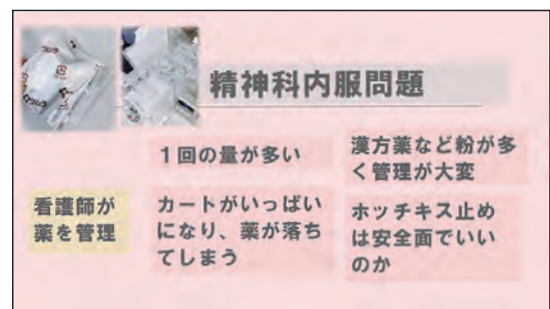 精神科内服問題
１回の量が多い
漢方薬など粉が多
く管理が大変
看護師が
薬を管理
カートがいっぱい
になり、薬が落ち
てしまう
ホッチキス止め
は安全面でいい
のか